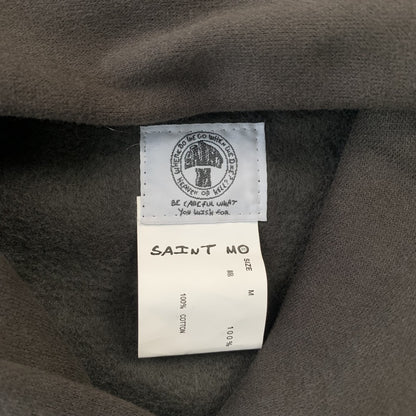 WHERE DO WE GO WHEN WE DIE?
HEAVEN OR HELL?
BE CAREFUL WHAT
YOU WISH FOR
SAINT MO
SIZE M
100%
100% COTTON